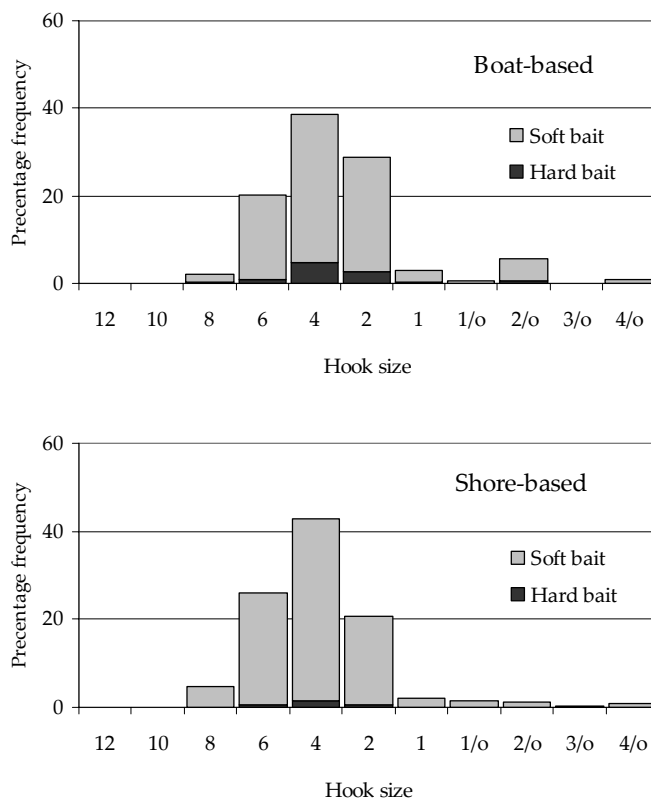 60
Boat-based
40
Soft bait
Hard bait
20
0
Precentage frequency
12 10 8 6 4 2 1 1/o 2/o 3/o 4/o
Hook size
60
Shore-based
40
Soft bait
Hard bait
20
0
Precentage frequency
12 10 8 6 4 2 1 1/o 2/o 3/o 4/o
Hook size